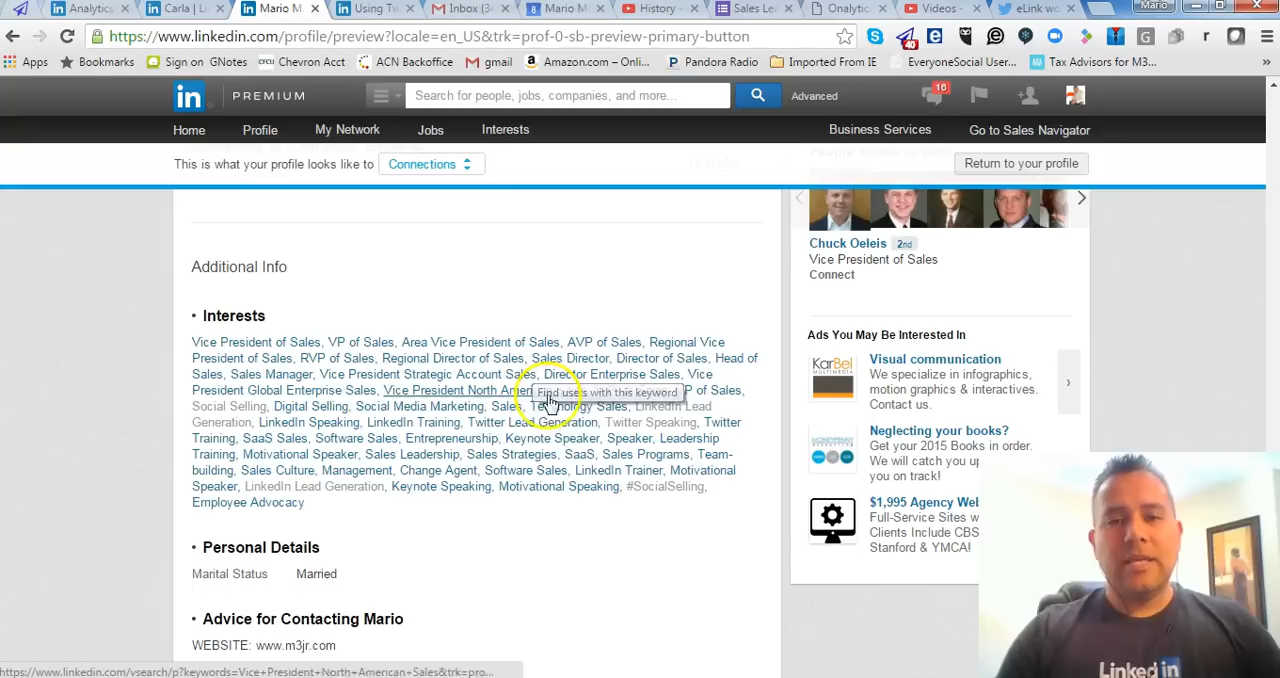 Analytics
Carla | L
Mario M
Using Tw
Inbox (34
Mario M
History -
Sales Le
Onalytic
Videos -
eLink wo
Mario
https://www.linkedin.com/profile/preview?locale=en_US&trk=prof-0-sb-preview-primary-button
40
Apps Bookmarks Sign on GNotes Chevron Acct ACN Backoffice gmail Amazon.com – Onli... Pandora Radio Imported From IE EveryoneSocial User... Tax Advisors for M3... »
in PREMIUM Search for people, jobs, companies, and more... Advanced 16
Home Profile My Network Jobs Interests Business Services Go to Sales Navigator
This is what your profile looks like to Connections Return to your profile
Additional Info
• Interests
Vice President of Sales, VP of Sales, Area Vice President of Sales, AVP of Sales, Regional Vice
President of Sales, RVP of Sales, Regional Director of Sales, Sales Director, Director of Sales, Head of
Sales, Sales Manager, Vice President Strategic Account Sales, Director Enterprise Sales, Vice
President Global Enterprise Sales, Vice President North Ameri P of Sales,
Find users with this keyword
Social Selling, Digital Selling, Social Media Marketing, Sales, Technology Sales, LinkedIn Lead
Generation, LinkedIn Speaking, LinkedIn Training, Twitter Lead Generation, Twitter Speaking, Twitter
Training, SaaS Sales, Software Sales, Entrepreneurship, Keynote Speaker, Speaker, Leadership
Training, Motivational Speaker, Sales Leadership, Sales Strategies, SaaS, Sales Programs, Team-
building, Sales Culture, Management, Change Agent, Software Sales, LinkedIn Trainer, Motivational
Speaker, LinkedIn Lead Generation, Keynote Speaking, Motivational Speaking, #SocialSelling,
Employee Advocacy
• Personal Details
Marital Status Married
• Advice for Contacting Mario
WEBSITE: www.m3jr.com
Chuck Oeleis 2nd
Vice President of Sales
Connect
Ads You May Be Interested In
KarBel
MULTIMEDIA
Visual communication
We specialize in infographics,
motion graphics & interactives.
Contact us.
Neglecting your books?
Get your 2015 Books in order.
We will catch you up
you on track!
$1,995 Agency Web
Full-Service Sites w
Clients Include CBS
Stanford & YMCA!
Linked in
https://www.linkedin.com/vsearch/p?keywords=Vice+President+North+American+Sales&trk=pro...